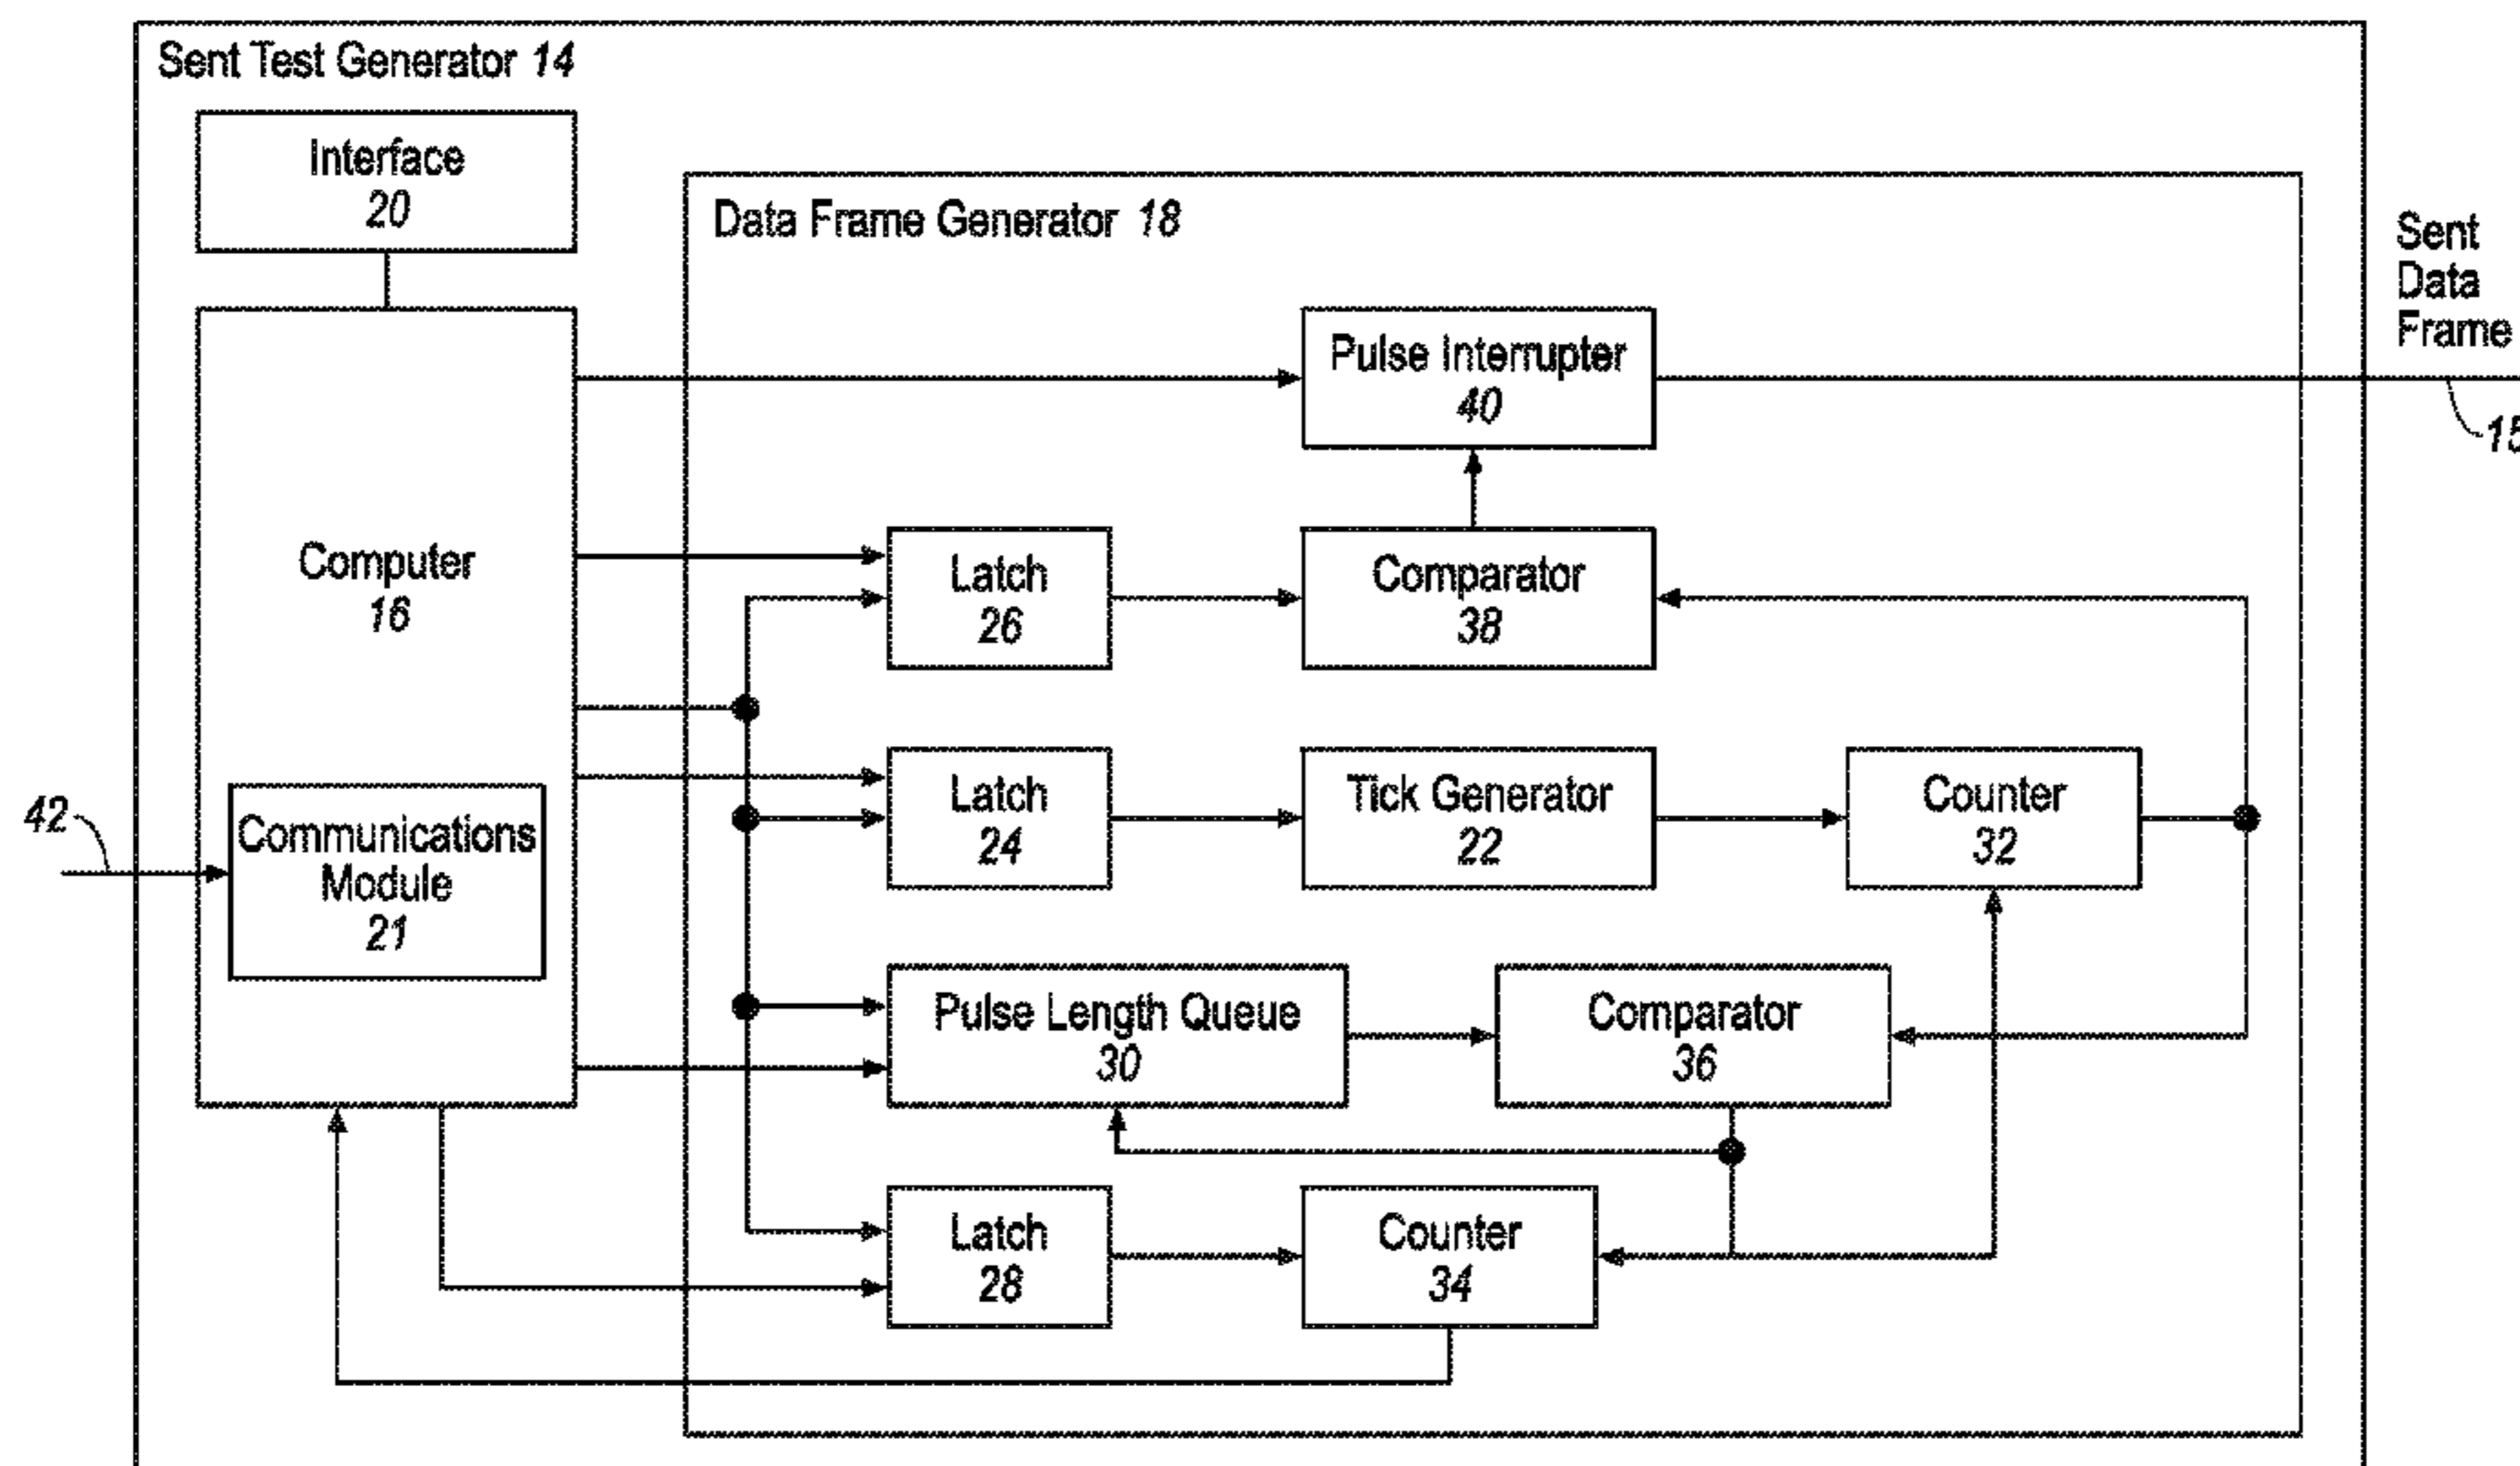 Sent Test Generator 14
Interface
20
Data Frame Generator 18
Sent
Data
Frame
Pulse Interrupter
40
15
Computer
16
Latch
26
Comparator
38
42
Communications
Module
21
Latch
24
Tick Generator
22
Counter
32
Pulse Length Queue
30
Comparator
36
Latch
28
Counter
34